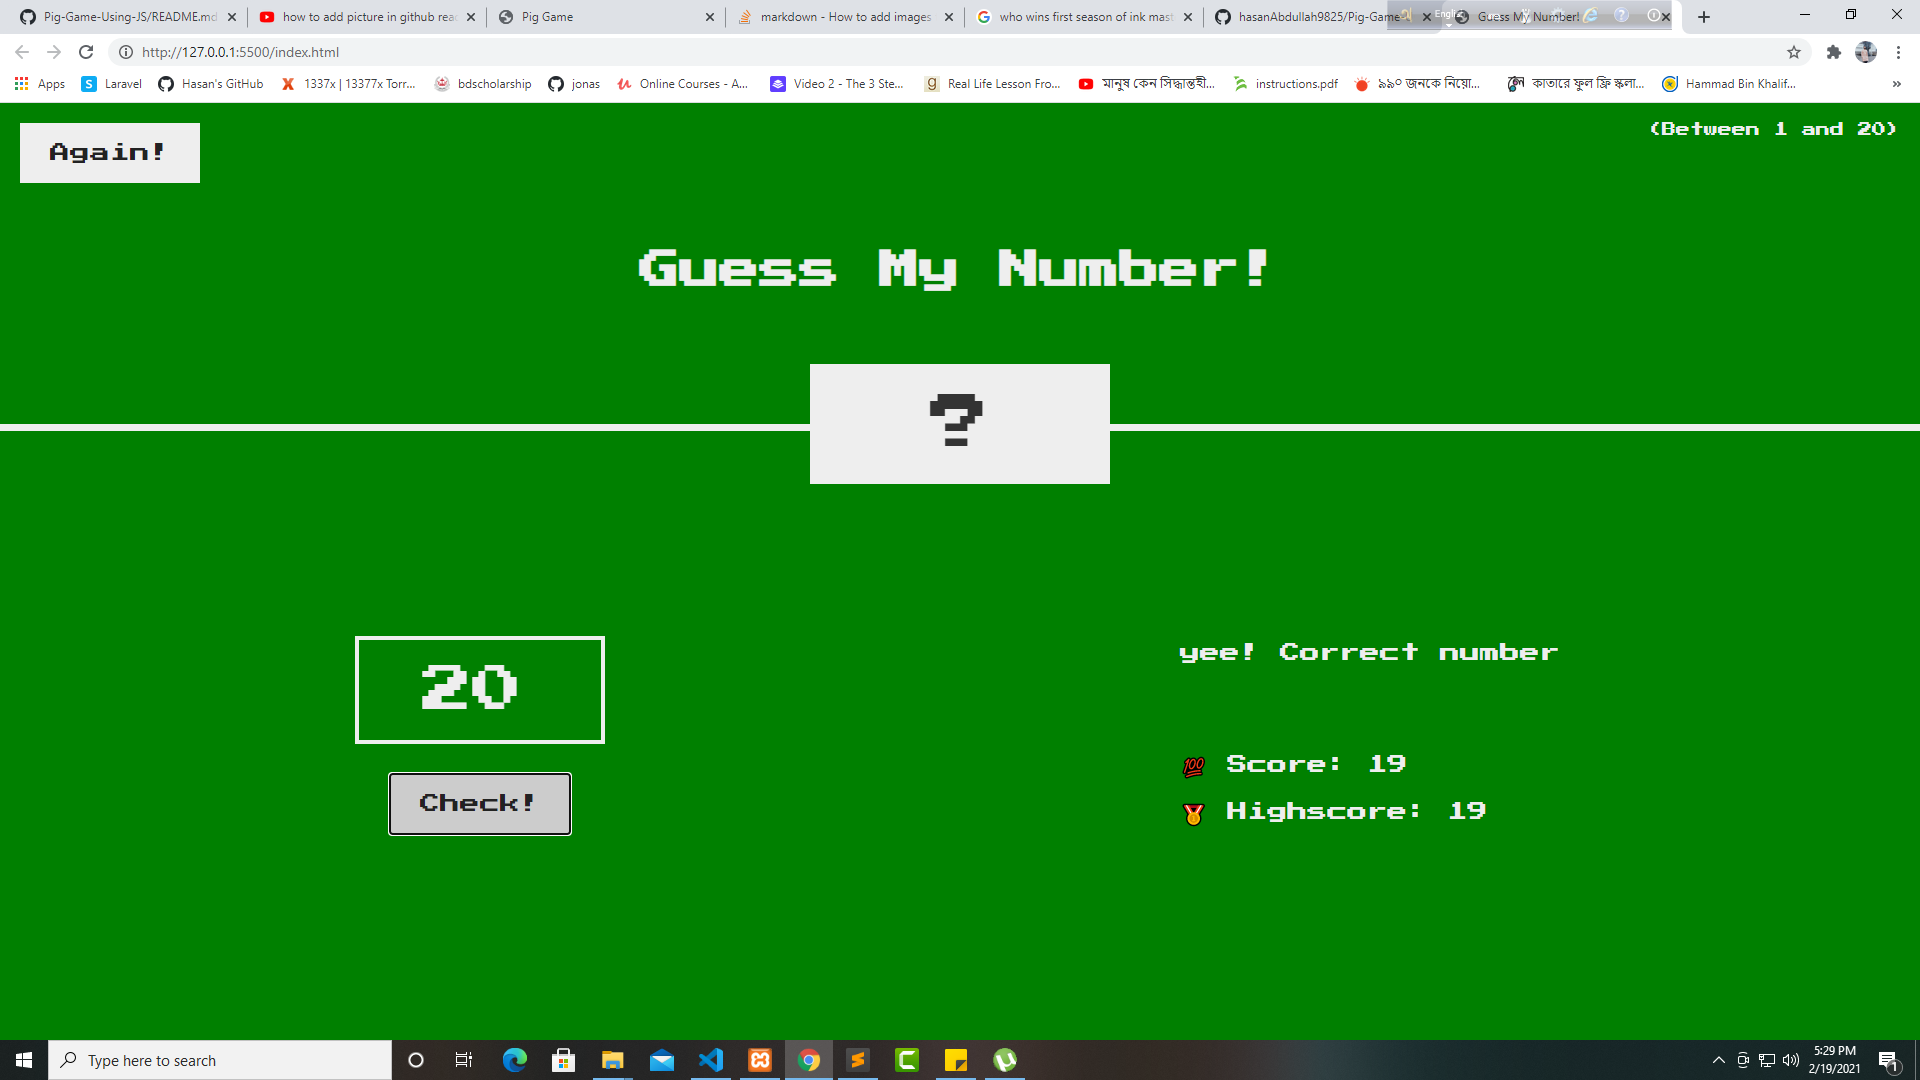 Pig-Game-Using-JS/README.md
how to add picture in github rea
Pig Game
markdown - How to add images
who wins first season of ink mast
hasanAbdullah9825/Pig-Game
Guess My Number!
http://127.0.0.1:5500/index.html
Apps
Laravel
Hasan's GitHub
1337x | 13377x Torr...
bdscholarship
jonas
Online Courses - A...
Video 2 - The 3 Ste...
Real Life Lesson Fro...
মানুষ কেন সিদ্ধান্তহী...
instructions.pdf
৯৯০ জনকে নিয়ো...
কাতারে ফুল ফ্রি স্কলা...
Hammad Bin Khalif...
»
Again!
(Between 1 and 20)
Guess My Number!
?
20
yee! Correct number
Check!
💯 Score: 19
🥇 Highscore: 19
Type here to search
5:29 PM
2/19/2021
1